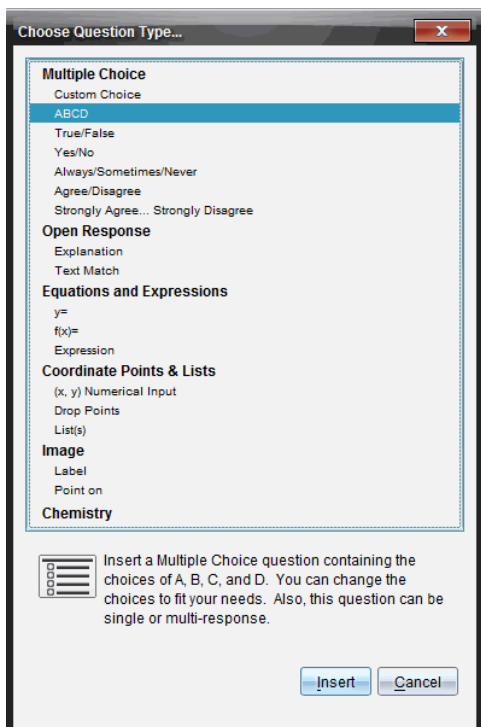 Choose Question Type...
Multiple Choice
Custom Choice
ABCD
True/False
Yes/No
Always/Sometimes/Never
Agree/Disagree
Strongly Agree... Strongly Disagree
Open Response
Explanation
Text Match
Equations and Expressions
y=
f(x)=
Expression
Coordinate Points & Lists
(x, y) Numerical Input
Drop Points
List(s)
Image
Label
Point on
Chemistry
Insert a Multiple Choice question containing the
choices of A, B, C, and D. You can change the
choices to fit your needs. Also, this question can be
single or multi-response.
Insert
Cancel